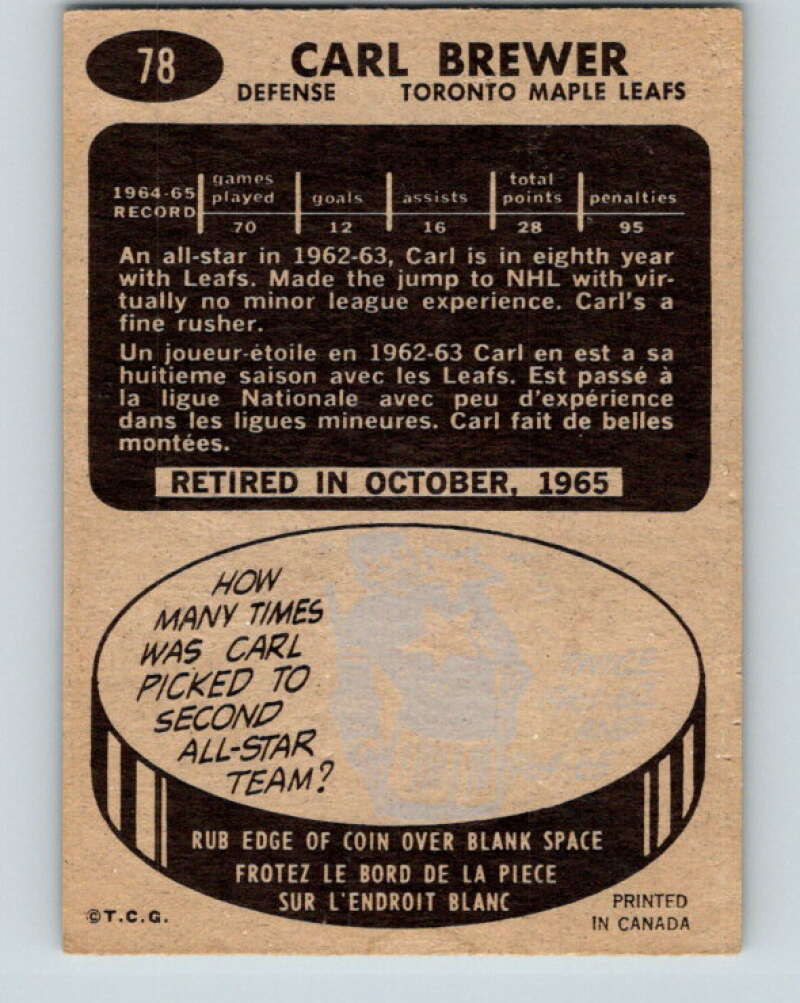 78
CARL BREWER
DEFENSE TORONTO MAPLE LEAFS
1964-65 RECORD games played goals assists total points penalties
70 12 16 28 95
An all-star in 1962-63, Carl is in eighth year
with Leafs. Made the jump to NHL with vir-
tually no minor league experience. Carl's a
fine rusher.
Un joueur-étoile en 1962-63 Carl en est a sa
huitieme saison avec les Leafs. Est passé à
la ligue Nationale avec peu d'expérience
dans les ligues mineures. Carl fait de belles
montées.
RETIRED IN OCTOBER, 1965
HOW
MANY TIMES
WAS CARL
PICKED TO
SECOND
ALL-STAR
TEAM?
TWICE
RUB EDGE OF COIN OVER BLANK SPACE
FROTEZ LE BORD DE LA PIECE
SUR L'ENDROIT BLANC
©T.C.G.
PRINTED
IN CANADA